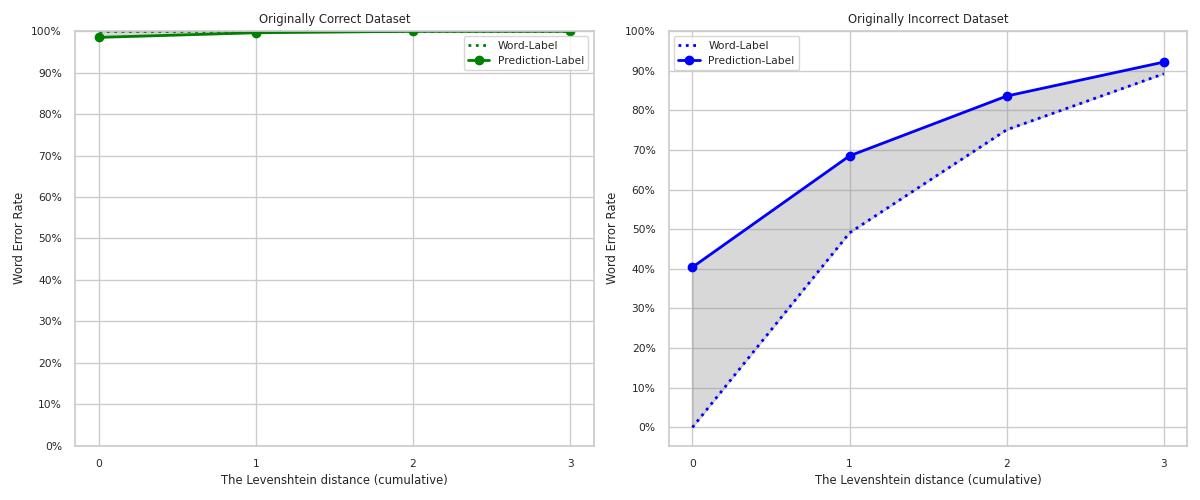 Originally Correct Dataset
100%
90%
80%
70%
60%
50%
40%
30%
20%
10%
0%
Word Error Rate
0 1 2 3
The Levenshtein distance (cumulative)
Word-Label
Prediction-Label
Originally Incorrect Dataset
100%
90%
80%
70%
60%
50%
40%
30%
20%
10%
0%
Word Error Rate
0 1 2 3
The Levenshtein distance (cumulative)
Word-Label
Prediction-Label